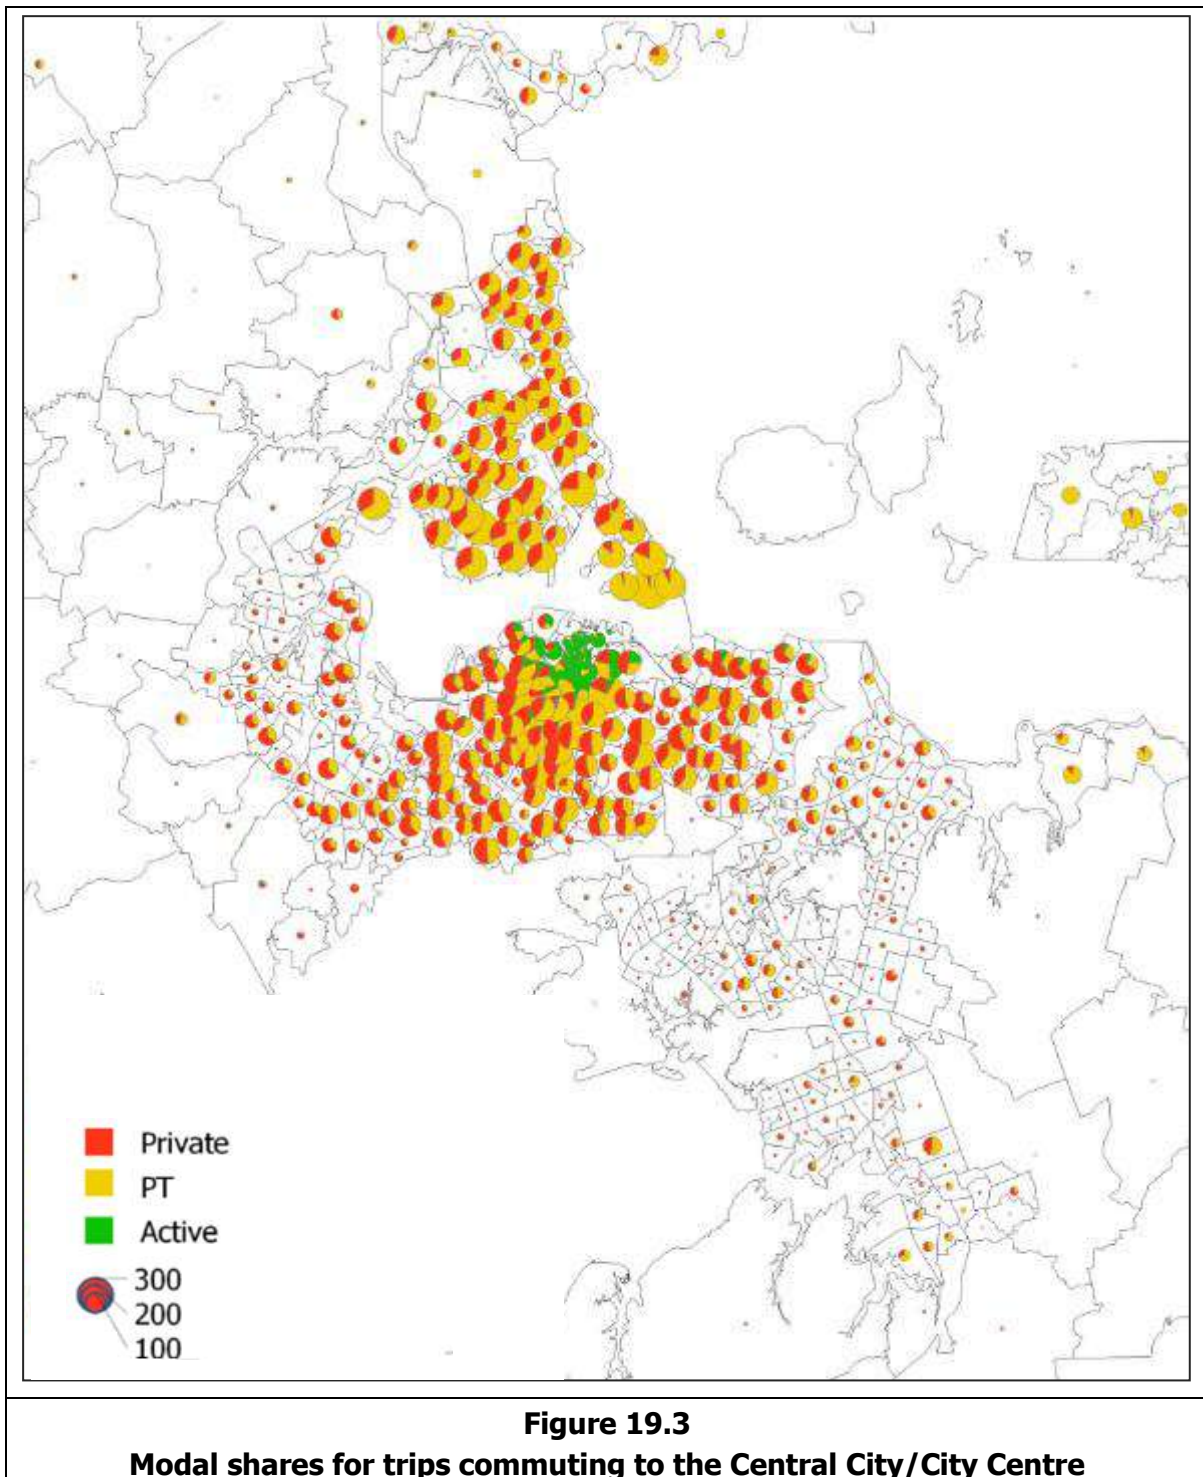 Private
PT
Active
300
200
100
Figure 19.3
Modal shares for trips commuting to the Central City/City Centre